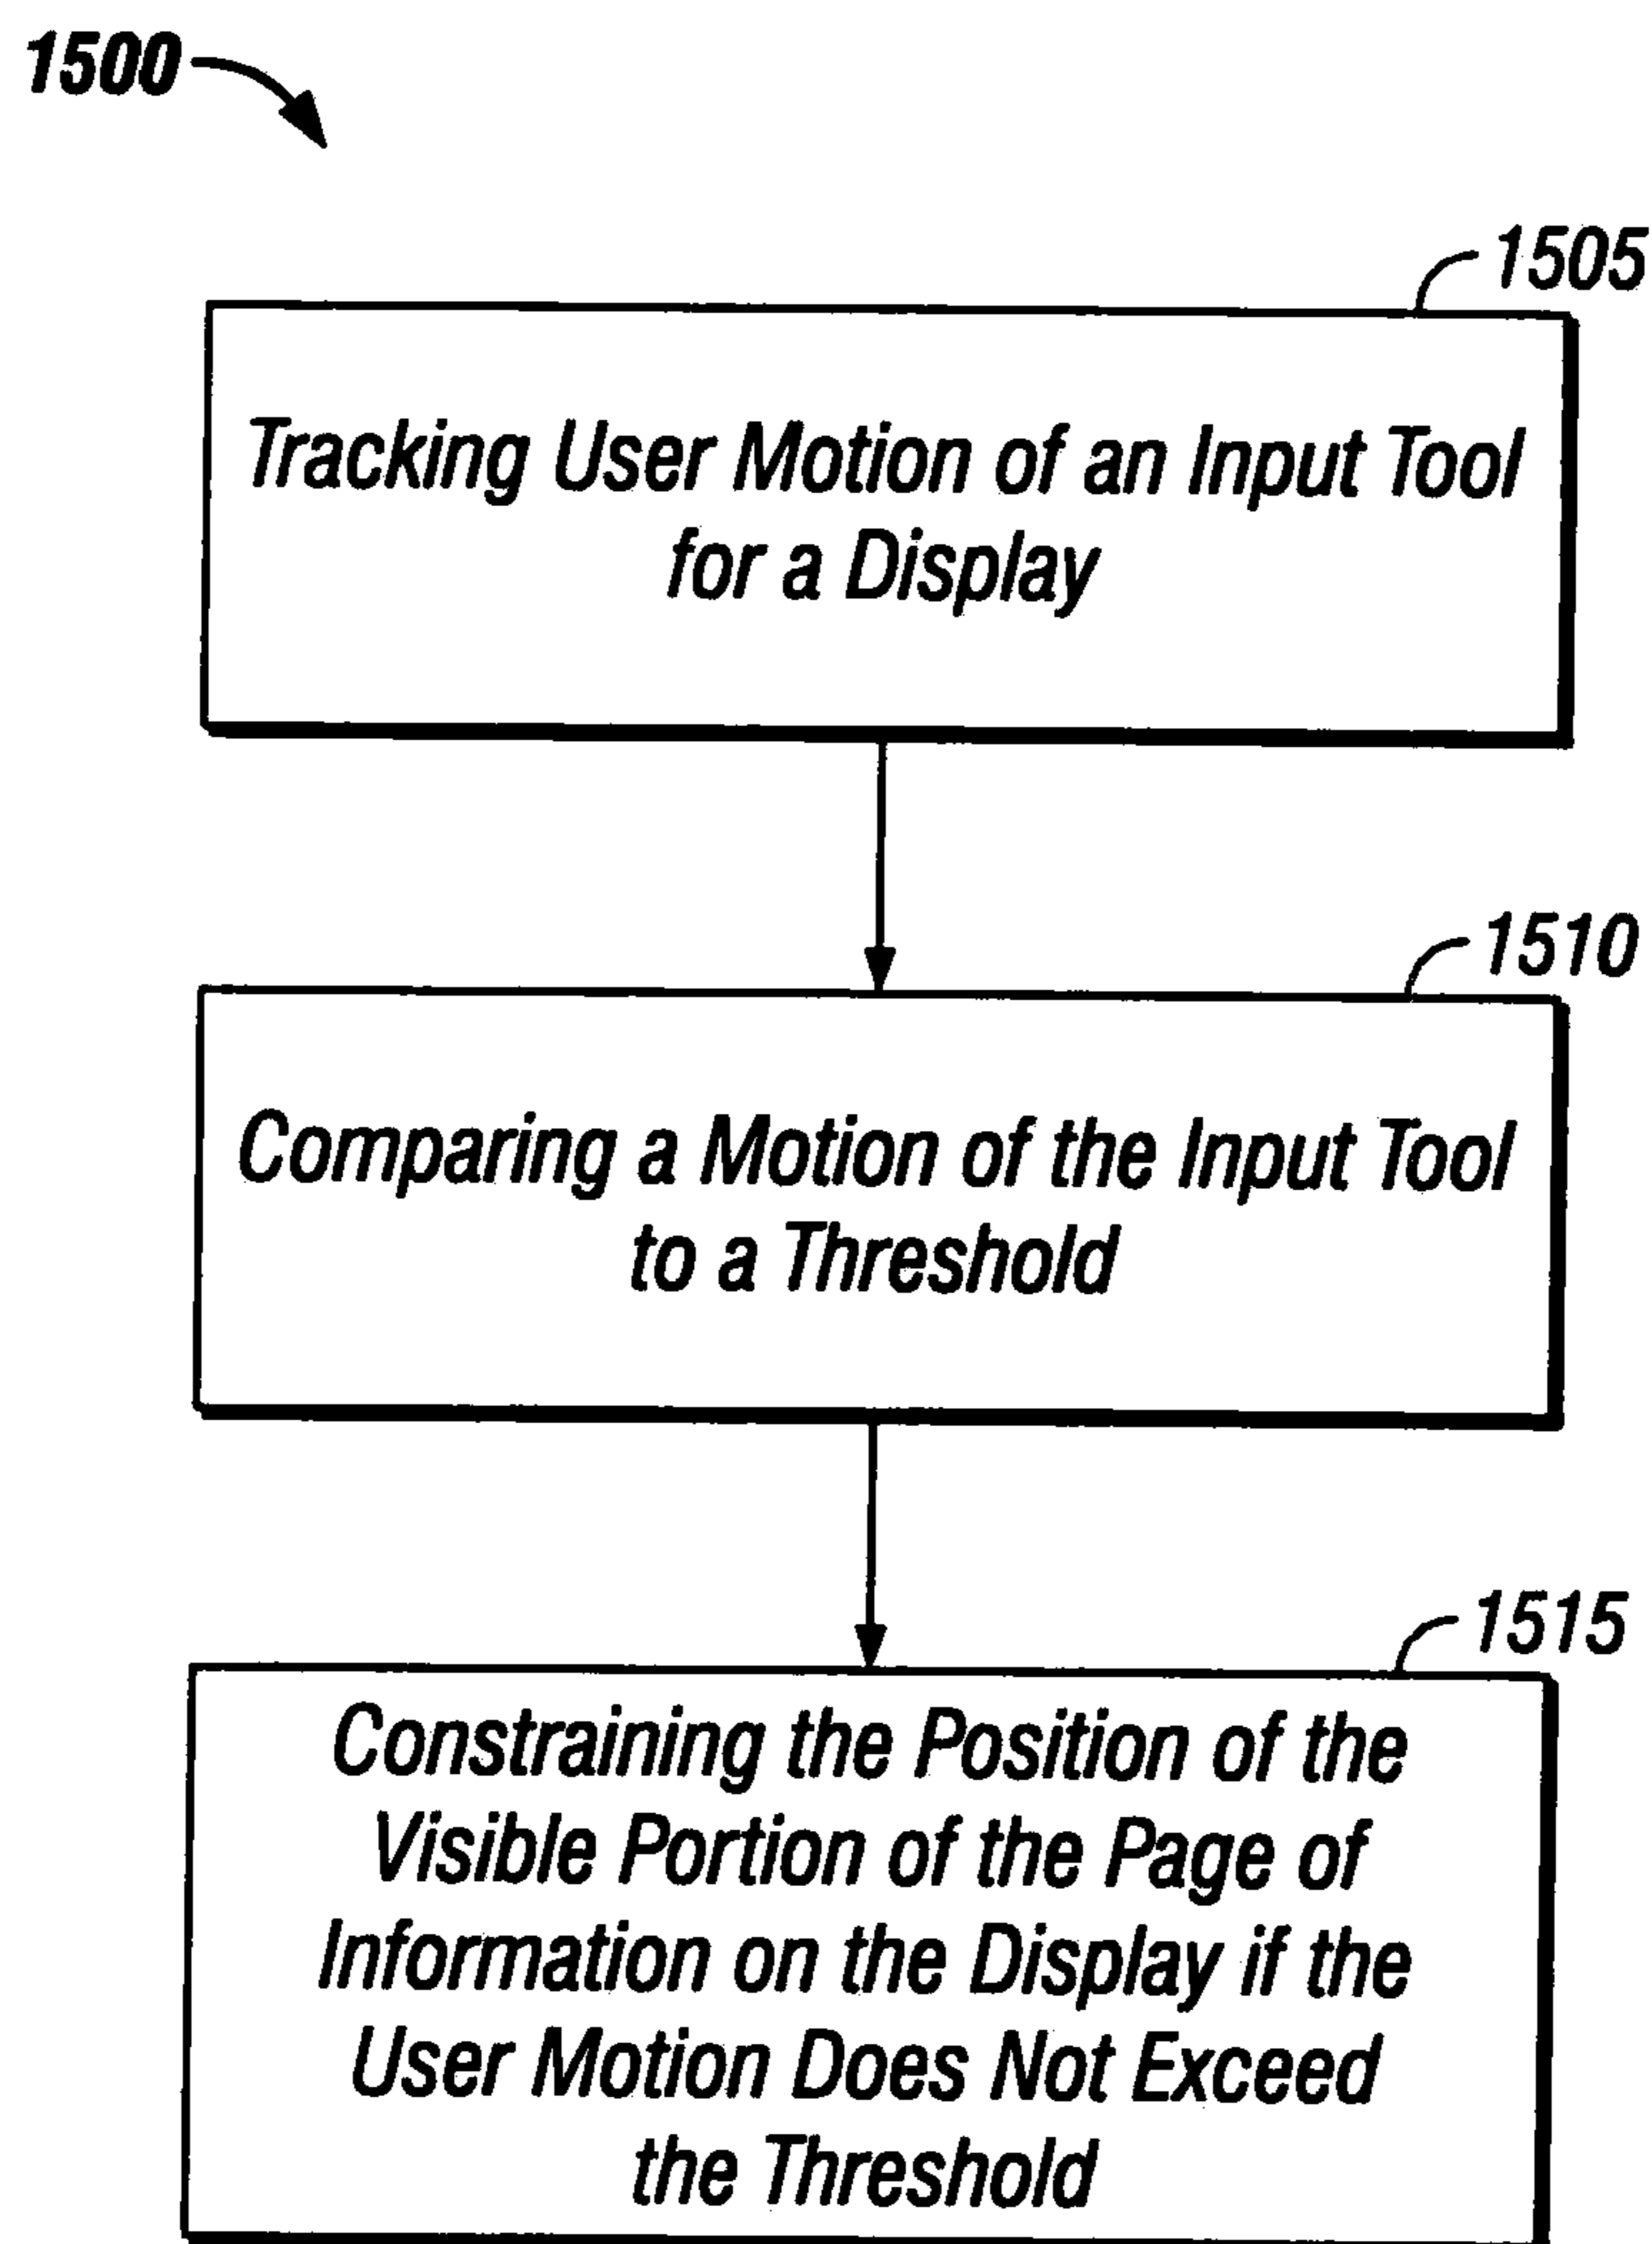 1500
1505
Tracking User Motion of an Input Tool
for a Display
1510
Comparing a Motion of the Input Tool
to a Threshold
1515
Constraining the Position of the
Visible Portion of the Page of
Information on the Display if the
User Motion Does Not Exceed
the Threshold